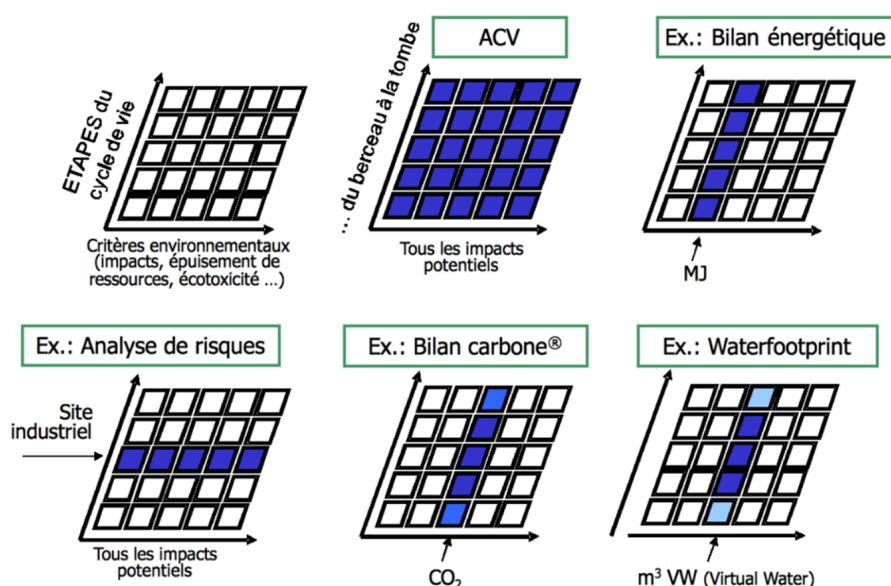 ETAPES du
cycle de vie
Critères environnementaux
(impacts, épuisement de
ressources, écotoxicité ...)
ACV
... du berceau à la tombe
Tous les impacts
potentiels
Ex.: Bilan énergétique
MJ
Ex.: Analyse de risques
Site
industriel
Tous les impacts
potentiels
Ex.: Bilan carbone®
CO₂
Ex.: Waterfootprint
m³ VW (Virtual Water)